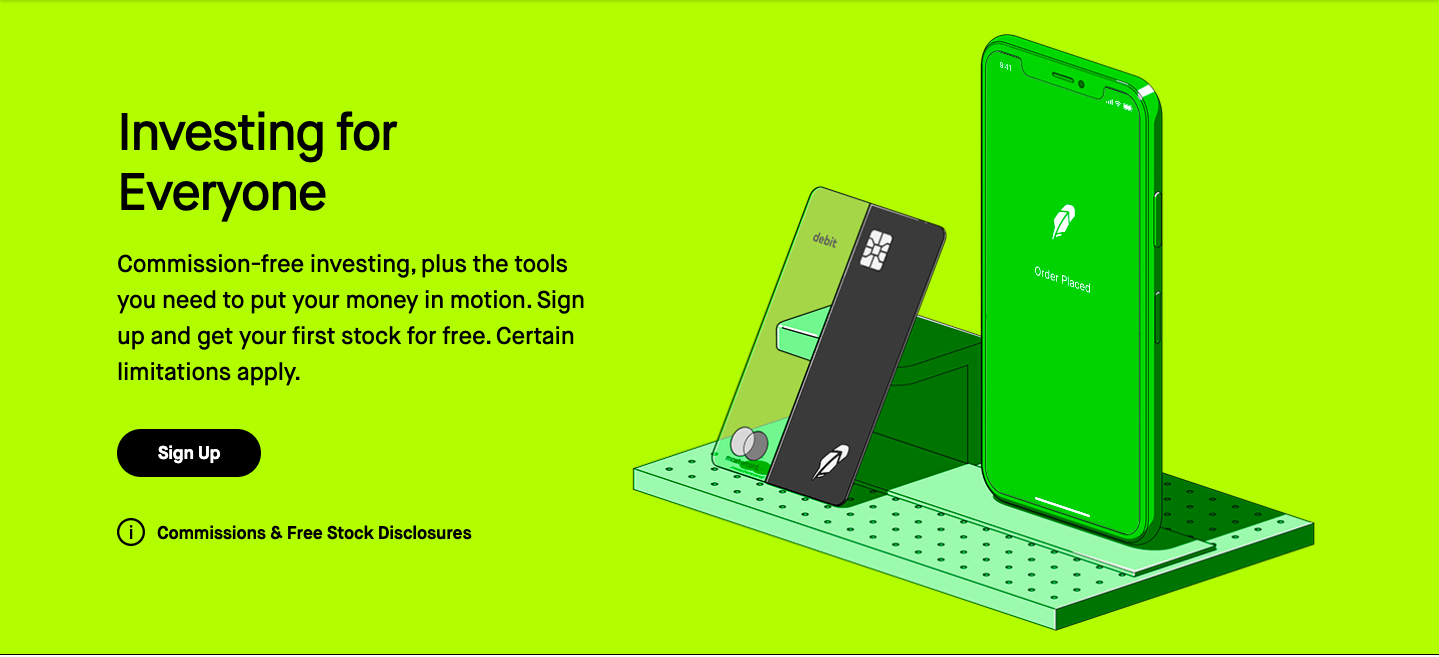 Investing for
Everyone
Commission-free investing, plus the tools
you need to put your money in motion. Sign
up and get your first stock for free. Certain
limitations apply.
Sign Up
Commissions & Free Stock Disclosures
debit
9:41
Order Placed